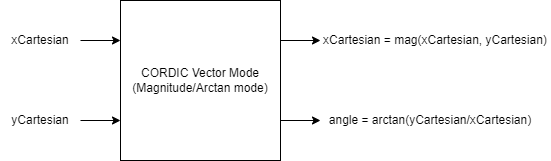 xCartesian
xCartesian = mag(xCartesian, yCartesian)
CORDIC Vector Mode
(Magnitude/Arctan mode)
yCartesian
angle = arctan(yCartesian/xCartesian)